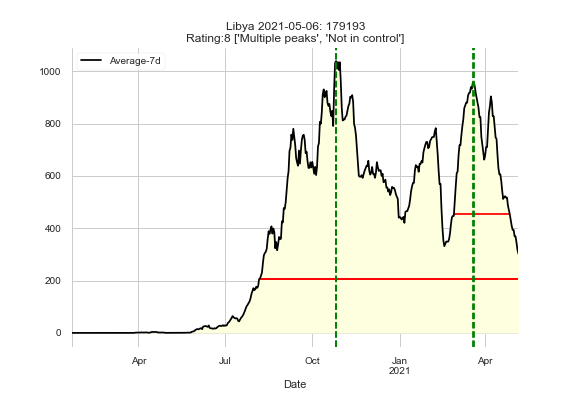 Libya 2021-05-06: 179193
Rating:8 ['Multiple peaks', 'Not in control']
Average-7d
1000
800
600
400
200
0
Apr
Jul
Oct
Jan
2021
Apr
Date